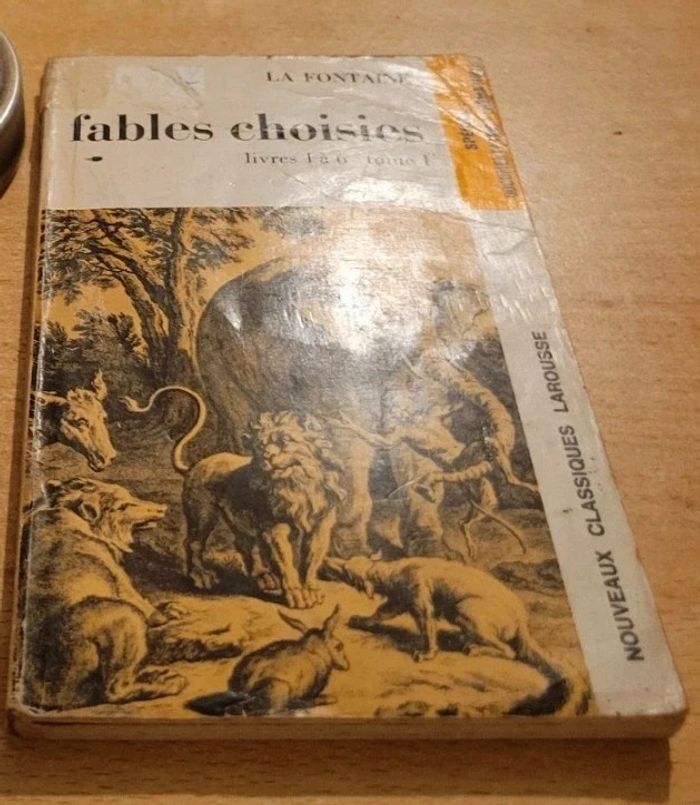 LA FONTAINE
fables choisies
livres 1 à 6 tome I
NOUVEAUX CLASSIQUES LAROUSSE